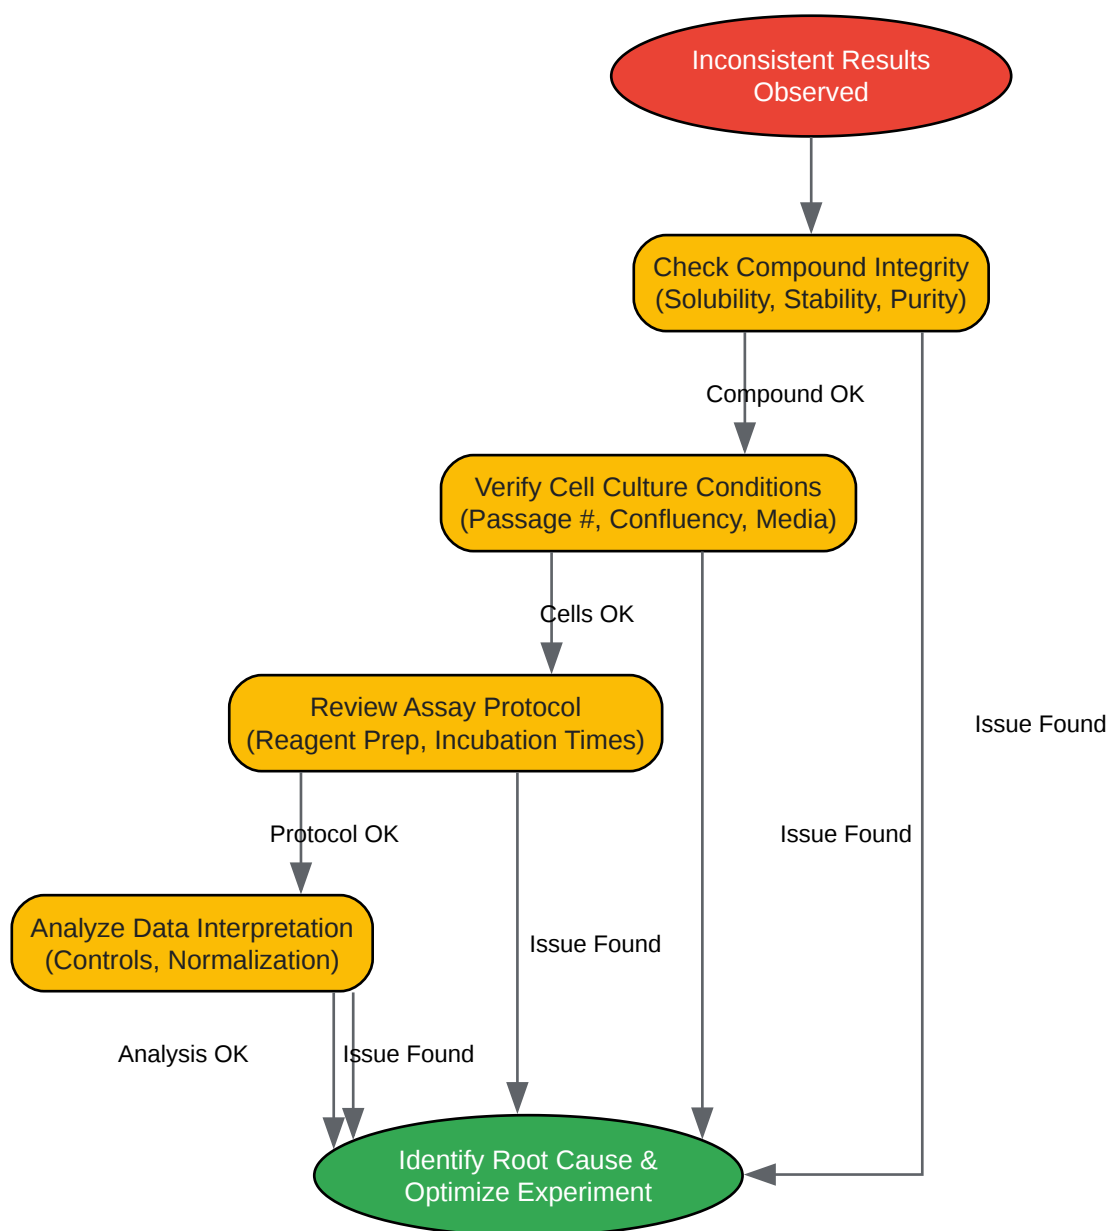 Inconsistent Results
Observed
Check Compound Integrity
(Solubility, Stability, Purity)
Compound OK
Verify Cell Culture Conditions
(Passage #, Confluency, Media)
Cells OK
Review Assay Protocol
(Reagent Prep, Incubation Times)
Issue Found
Protocol OK
Issue Found
Analyze Data Interpretation
(Controls, Normalization)
Issue Found
Analysis OK
Issue Found
Identify Root Cause &
Optimize Experiment